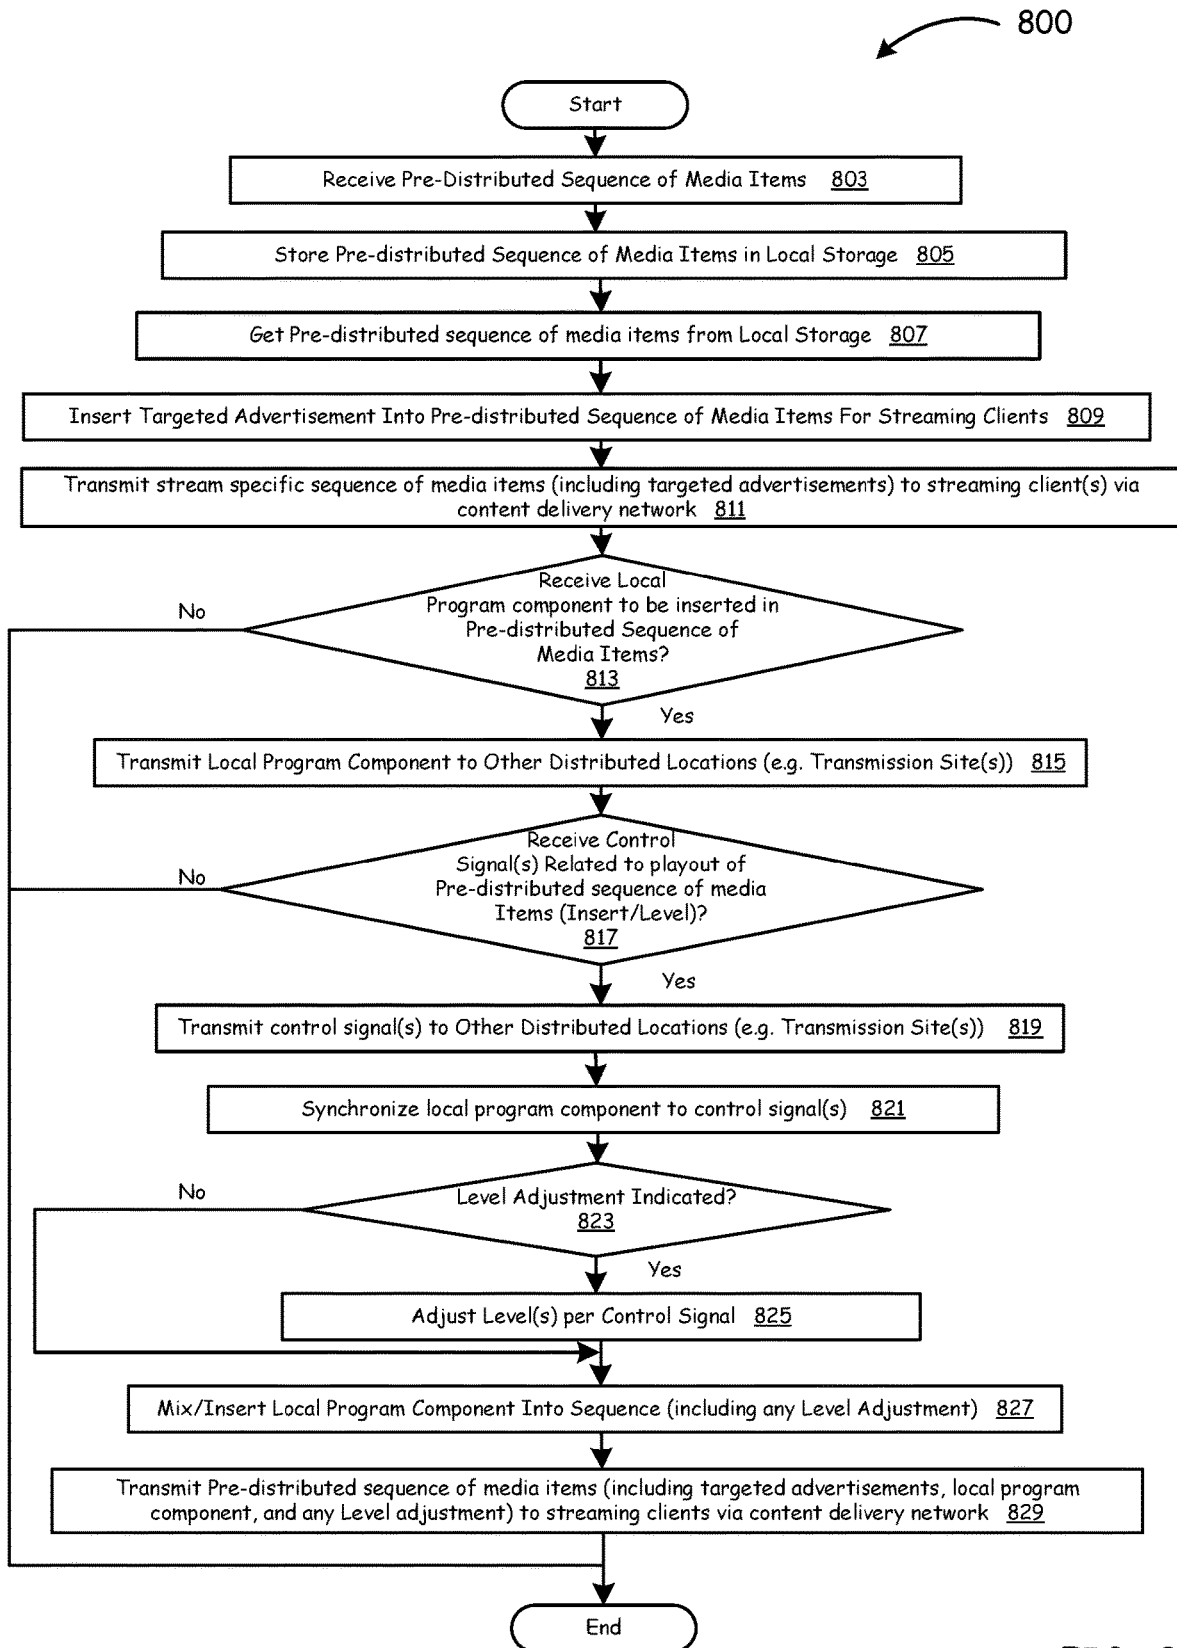 800
Start
Receive Pre-Distributed Sequence of Media Items 803
Store Pre-distributed Sequence of Media Items in Local Storage 805
Get Pre-distributed sequence of media items from Local Storage 807
Insert Targeted Advertisement Into Pre-distributed Sequence of Media Items For Streaming Clients 809
Transmit stream specific sequence of media items (including targeted advertisements) to streaming client(s) via
content delivery network 811
Receive Local
Program component to be inserted in
Pre-distributed Sequence of
Media Items?
813
No
Yes
Transmit Local Program Component to Other Distributed Locations (e.g. Transmission Site(s)) 815
Receive Control
Signal(s) Related to playout of
Pre-distributed sequence of media
Items (Insert/Level)?
817
No
Yes
Transmit control signal(s) to Other Distributed Locations (e.g. Transmission Site(s)) 819
Synchronize local program component to control signal(s) 821
Level Adjustment Indicated?
823
No
Yes
Adjust Level(s) per Control Signal 825
Mix/Insert Local Program Component Into Sequence (including any Level Adjustment) 827
Transmit Pre-distributed sequence of media items (including targeted advertisements, local program
component, and any Level adjustment) to streaming clients via content delivery network 829
End